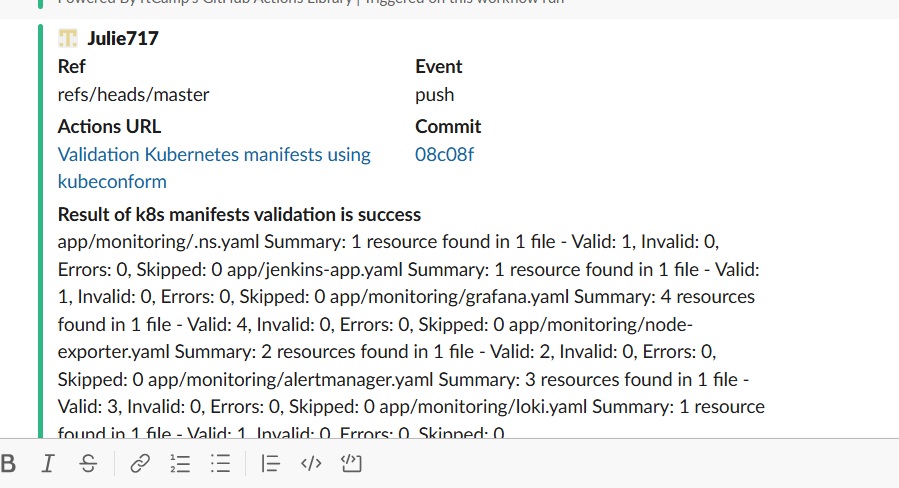 Powered By rtCamp's GitHub Actions Library | Triggered on this workflow run
Julie717
Ref
Event
refs/heads/master
push
Actions URL
Commit
Validation Kubernetes manifests using
kubeconform
08c08f
Result of k8s manifests validation is success
app/monitoring/.ns.yaml Summary: 1 resource found in 1 file - Valid: 1, Invalid: 0,
Errors: 0, Skipped: 0 app/jenkins-app.yaml Summary: 1 resource found in 1 file - Valid:
1, Invalid: 0, Errors: 0, Skipped: 0 app/monitoring/grafana.yaml Summary: 4 resources
found in 1 file - Valid: 4, Invalid: 0, Errors: 0, Skipped: 0 app/monitoring/node-
exporter.yaml Summary: 2 resources found in 1 file - Valid: 2, Invalid: 0, Errors: 0,
Skipped: 0 app/monitoring/alertmanager.yaml Summary: 3 resources found in 1 file -
Valid: 3, Invalid: 0, Errors: 0, Skipped: 0 app/monitoring/loki.yaml Summary: 1 resource
found in 1 file - Valid: 1, Invalid: 0, Errors: 0, Skipped: 0
B I S